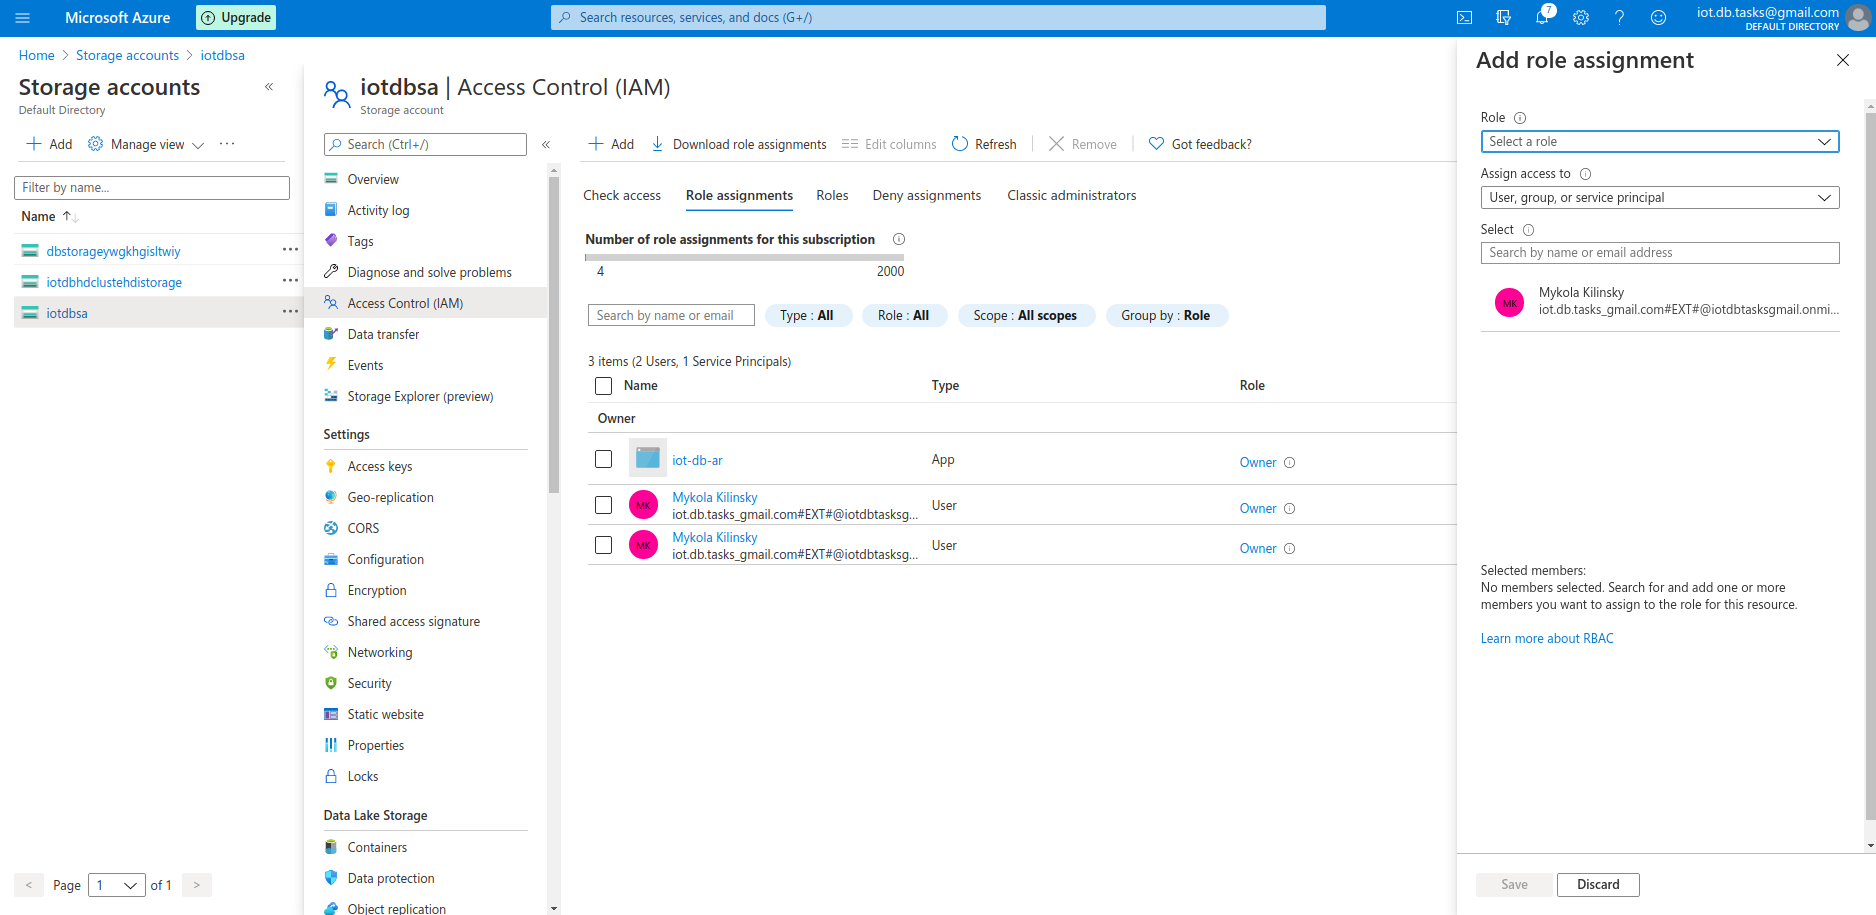 Microsoft Azure
Upgrade
Search resources, services, and docs (G+/)
7
iot.db.tasks@gmail.com
DEFAULT DIRECTORY
Home > Storage accounts > iotdbsa
Storage accounts
«
Default Directory
Add
Manage view
...
Filter by name...
Name
dbstorageywgkhgisltwiy
...
iotdbhdclustehdistorage
...
iotdbsa
...
< Page 1 of 1 >
iotdbsa | Access Control (IAM)
Storage account
Search (Ctrl+/)
«
Overview
Activity log
Tags
Diagnose and solve problems
Access Control (IAM)
Data transfer
Events
Storage Explorer (preview)
Settings
Access keys
Geo-replication
CORS
Configuration
Encryption
Shared access signature
Networking
Security
Static website
Properties
Locks
Data Lake Storage
Containers
Data protection
Object replication
Add
Download role assignments
Edit columns
Refresh
Remove
Got feedback?
Check access
Role assignments
Roles
Deny assignments
Classic administrators
Number of role assignments for this subscription
4
2000
Search by name or email
Type : All
Role : All
Scope : All scopes
Group by : Role
3 items (2 Users, 1 Service Principals)
Name
Type
Role
Owner
iot-db-ar
App
Owner
MK
Mykola Kilinsky
iot.db.tasks_gmail.com#EXT#@iotdbtasksg...
User
Owner
MK
Mykola Kilinsky
iot.db.tasks_gmail.com#EXT#@iotdbtasksg...
User
Owner
Add role assignment
Role
Select a role
Assign access to
User, group, or service principal
Select
Search by name or email address
MK
Mykola Kilinsky
iot.db.tasks_gmail.com#EXT#@iotdbtasksgmail.onmi...
Selected members:
No members selected. Search for and add one or more
members you want to assign to the role for this resource.
Learn more about RBAC
Save
Discard